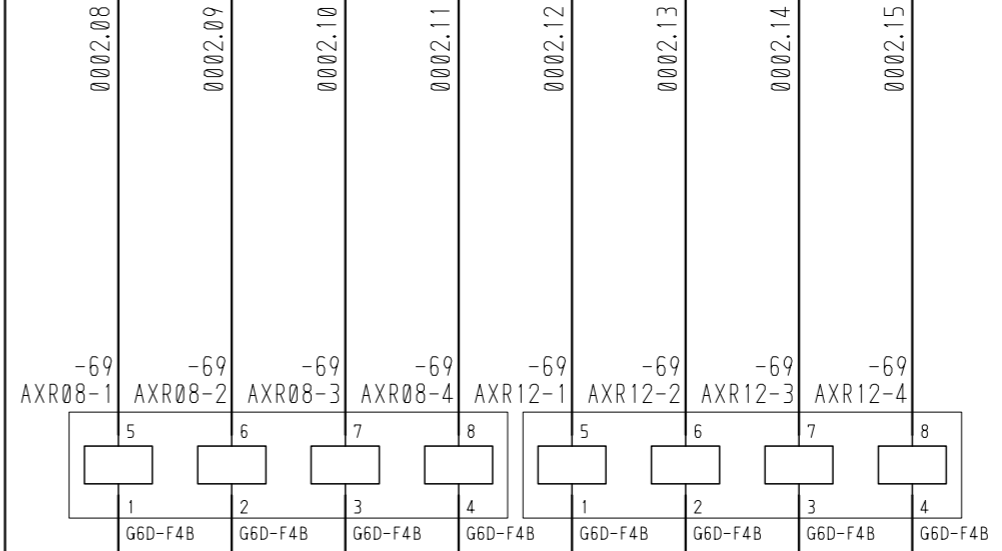 0002.08 0002.09 0002.10 0002.11 0002.12 0002.13 0002.14 0002.15
-69 -69 -69 -69 -69 -69 -69 -69
AXR08-1 AXR08-2 AXR08-3 AXR08-4 AXR12-1 AXR12-2 AXR12-3 AXR12-4
5 6 7 8 5 6 7 8
1 2 3 4 1 2 3 4
G6D-F4B G6D-F4B G6D-F4B G6D-F4B G6D-F4B G6D-F4B G6D-F4B G6D-F4B